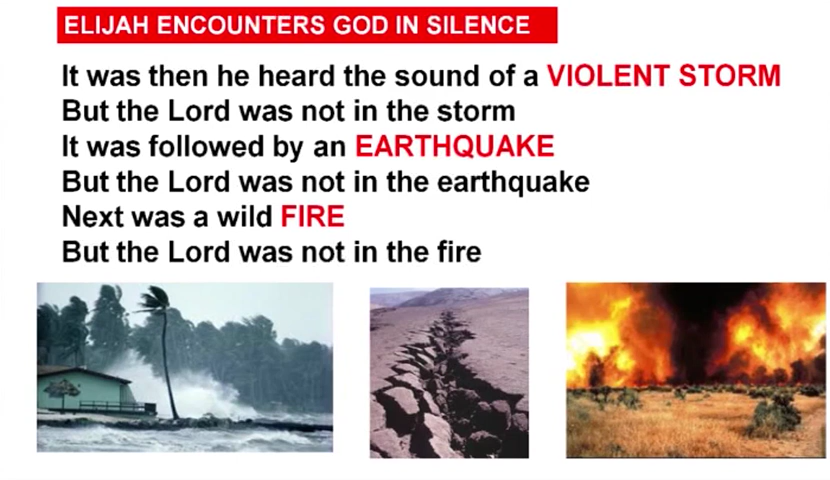 ELIJAH ENCOUNTERS GOD IN SILENCE
It was then he heard the sound of a VIOLENT STORM
But the Lord was not in the storm
It was followed by an EARTHQUAKE
But the Lord was not in the earthquake
Next was a wild FIRE
But the Lord was not in the fire